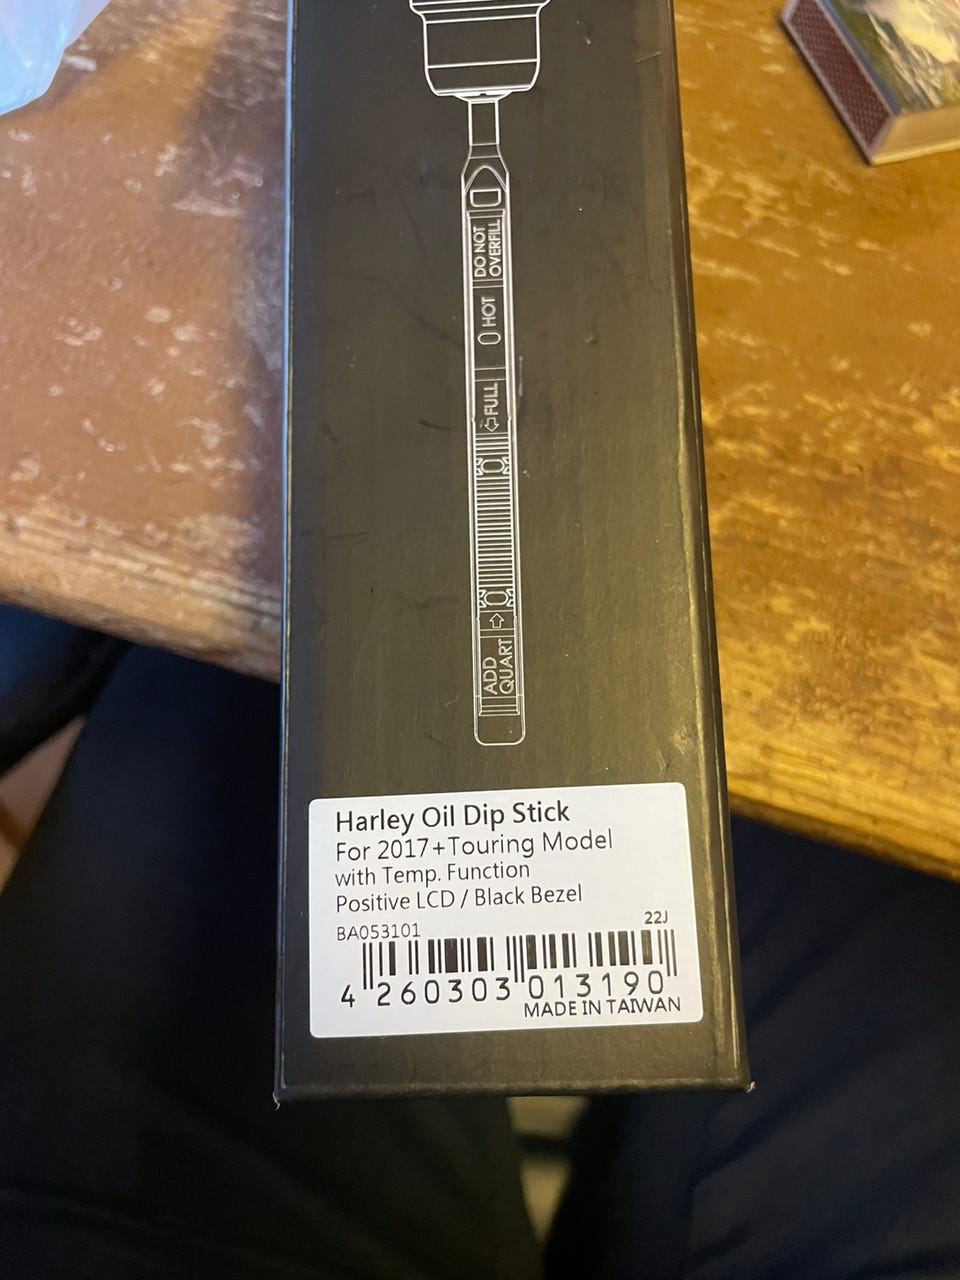 DO NOT
OVERFILL
HOT
FULL
ADD
QUART
Harley Oil Dip Stick
For 2017+Touring Model
with Temp. Function
Positive LCD / Black Bezel
BA053101
22J
4 260303 013190
MADE IN TAIWAN